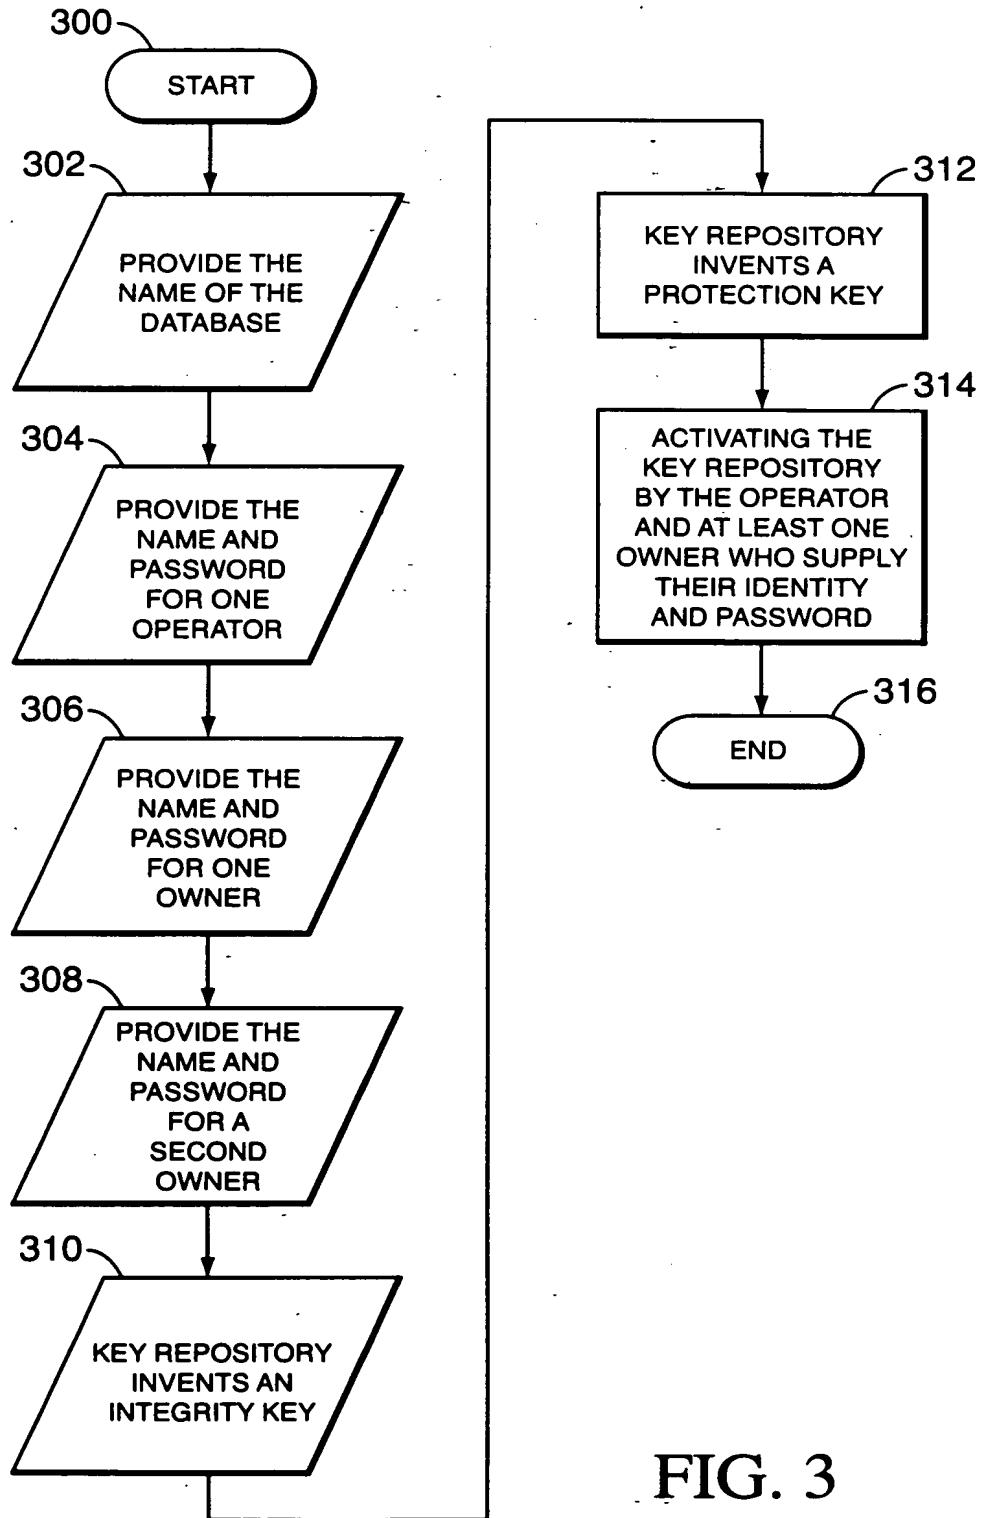 300
START
302
PROVIDE THE
NAME OF THE
DATABASE
304
PROVIDE THE
NAME AND
PASSWORD
FOR ONE
OPERATOR
306
PROVIDE THE
NAME AND
PASSWORD
FOR ONE
OWNER
308
PROVIDE THE
NAME AND
PASSWORD
FOR A
SECOND
OWNER
310
KEY REPOSITORY
INVENTS AN
INTEGRITY KEY
312
KEY REPOSITORY
INVENTS A
PROTECTION KEY
314
ACTIVATING THE
KEY REPOSITORY
BY THE OPERATOR
AND AT LEAST ONE
OWNER WHO SUPPLY
THEIR IDENTITY
AND PASSWORD
316
END
FIG. 3